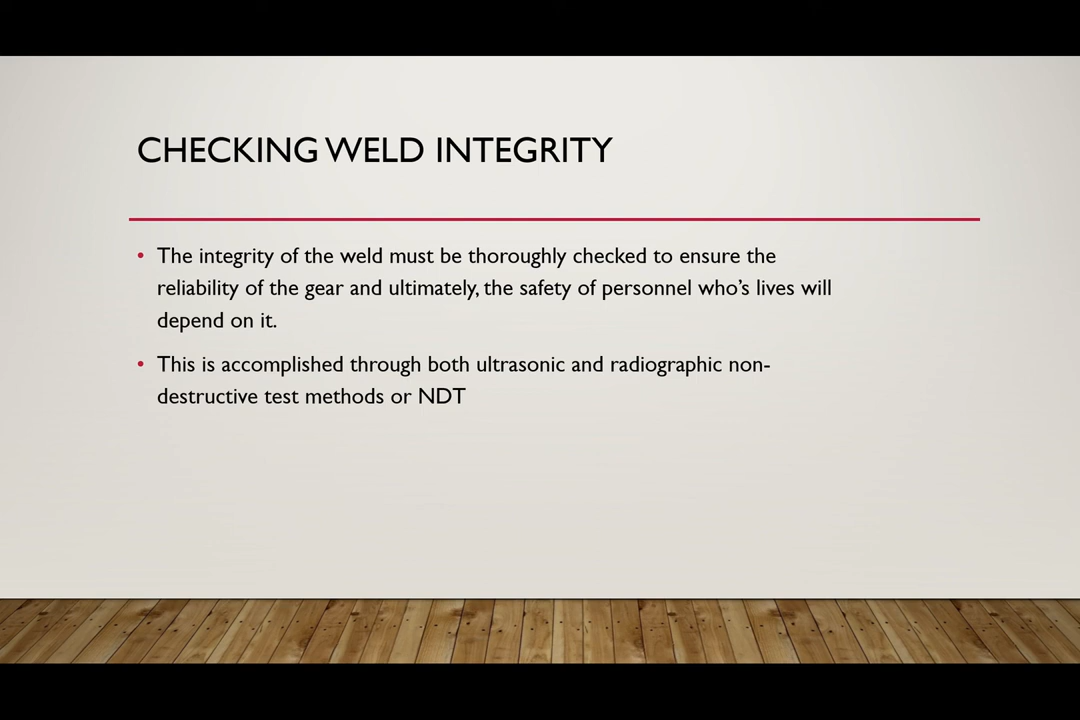 CHECKING WELD INTEGRITY
• The integrity of the weld must be thoroughly checked to ensure the
reliability of the gear and ultimately, the safety of personnel who’s lives will
depend on it.
• This is accomplished through both ultrasonic and radiographic non-
destructive test methods or NDT